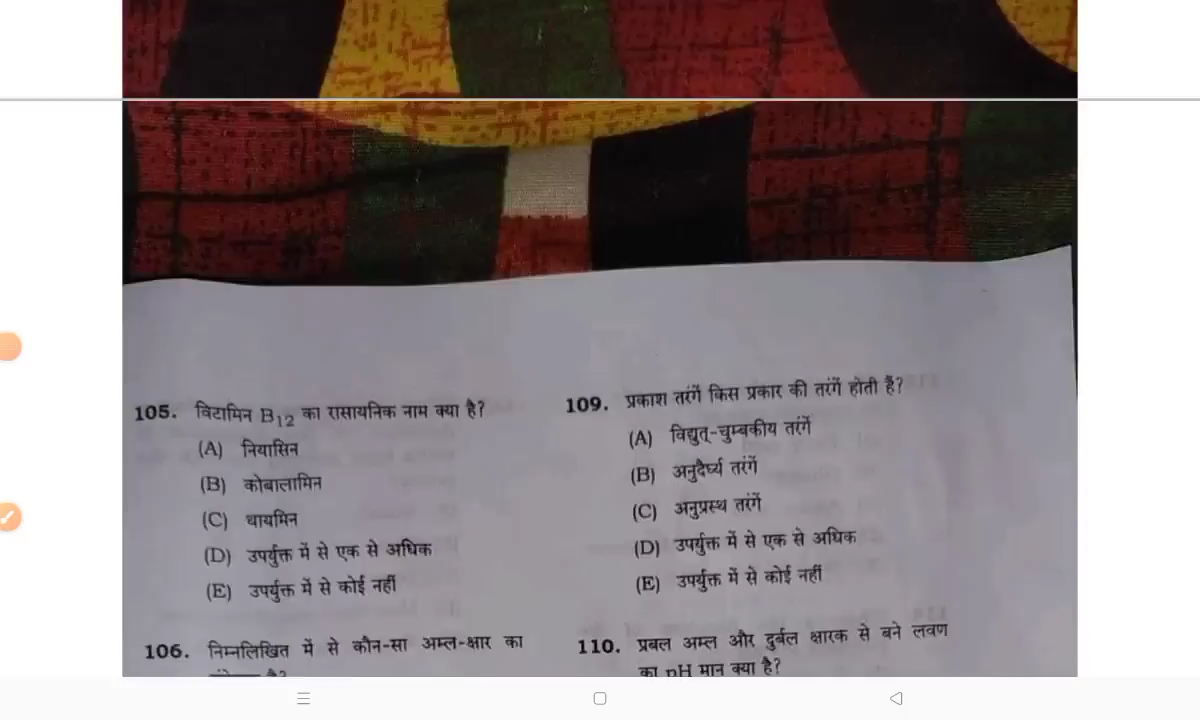 105. विटामिन B12 का रासायनिक नाम क्या है?
(A) नियासिन
(B) कोबालामिन
(C) थायमिन
(D) उपर्युक्त में से एक से अधिक
(E) उपर्युक्त में से कोई नहीं
106. निम्नलिखित में से कौन-सा अम्ल-क्षार का
है?
109. प्रकाश तरंगें किस प्रकार की तरंगें होती हैं?
(A) विद्युत्-चुम्बकीय तरंगें
(B) अनुदैर्घ्य तरंगें
(C) अनुप्रस्थ तरंगें
(D) उपर्युक्त में से एक से अधिक
(E) उपर्युक्त में से कोई नहीं
110. प्रबल अम्ल और दुर्बल क्षारक से बने लवण
का pH मान क्या है?